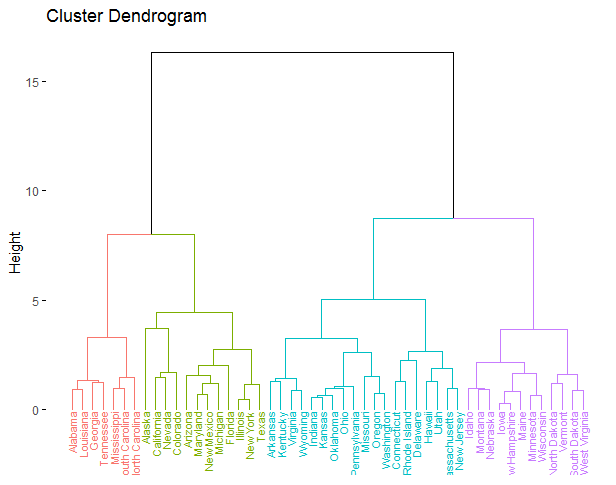 Cluster Dendrogram
Height
15
10
5
0
Alabama
Louisiana
Georgia
Tennessee
Mississippi
outh Carolina
orth Carolina
Alaska
California
Nevada
Colorado
Arizona
Maryland
New Mexico
Michigan
Florida
Illinois
New York
Texas
Arkansas
Kentucky
Virginia
Wyoming
Indiana
Kansas
Oklahoma
Ohio
Pennsylvania
Missouri
Oregon
Washington
Connecticut
Rhode Island
Delaware
Hawaii
Utah
assachusetts
New Jersey
Idaho
Montana
Nebraska
Iowa
w Hampshire
Maine
Minnesota
Wisconsin
North Dakota
Vermont
South Dakota
West Virginia